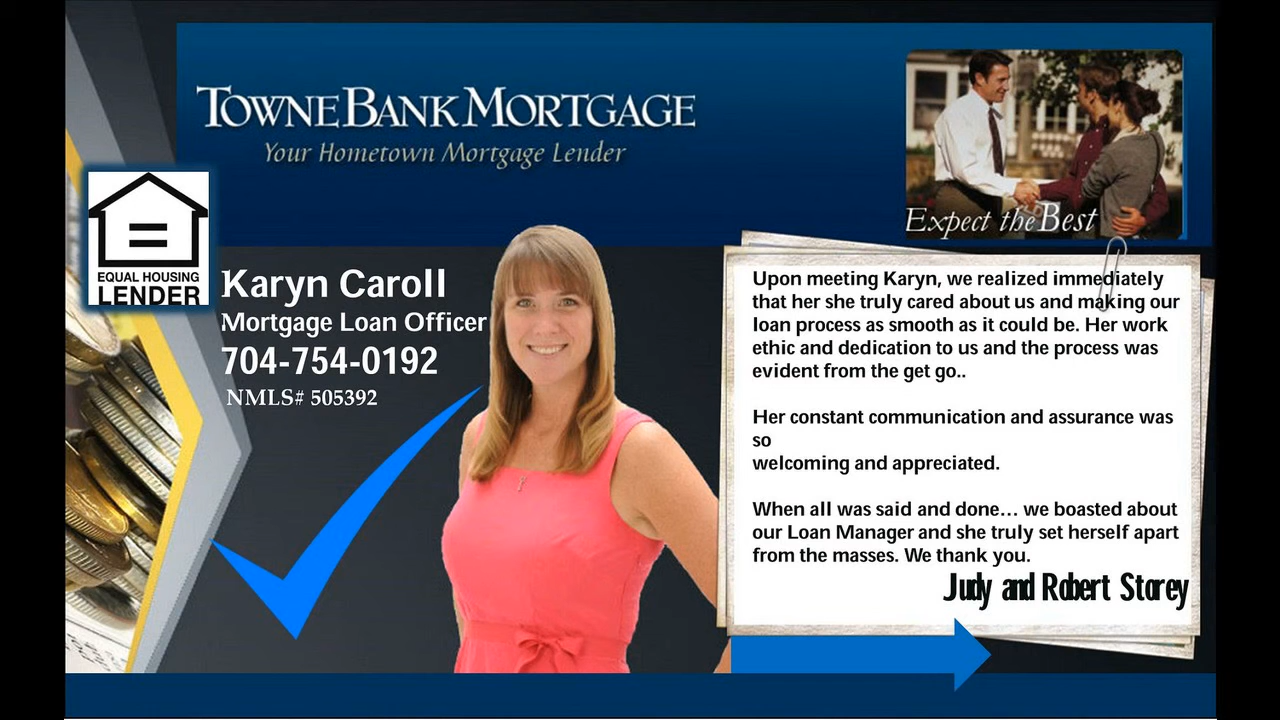 TOWNEBANK MORTGAGE
Your Hometown Mortgage Lender
Expect the Best
EQUAL HOUSING
LENDER
Karyn Caroll
Mortgage Loan Officer
704-754-0192
NMLS# 505392
Upon meeting Karyn, we realized immediately
that her she truly cared about us and making our
loan process as smooth as it could be. Her work
ethic and dedication to us and the process was
evident from the get go..
Her constant communication and assurance was
so
welcoming and appreciated.
When all was said and done... we boasted about
our Loan Manager and she truly set herself apart
from the masses. We thank you.
Judy and Robert Storey